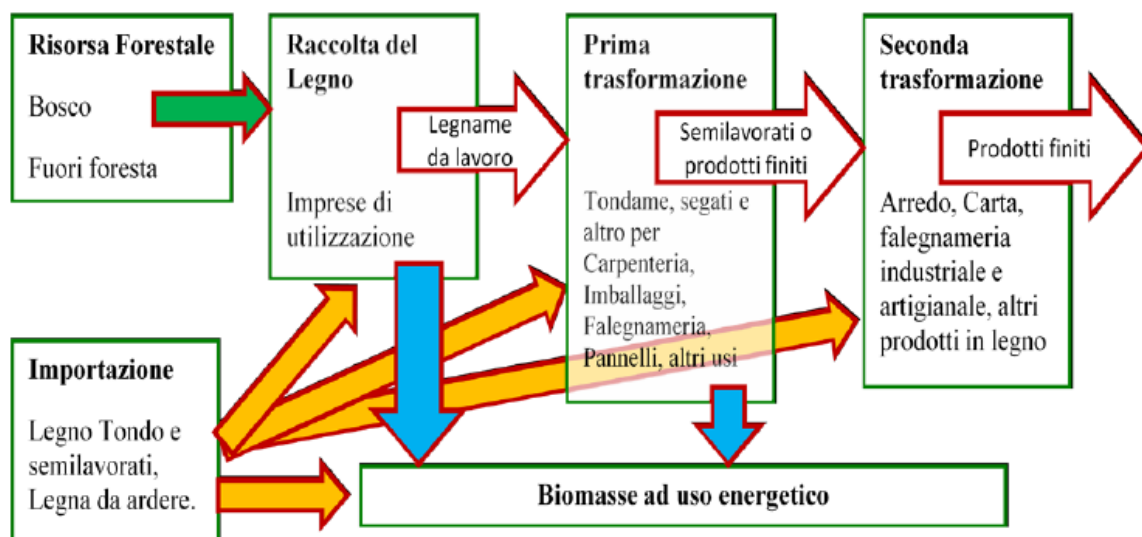 Risorsa Forestale
Bosco
Fuori foresta
Raccolta del
Legno
Legname
da lavoro
Imprese di
utilizzazione
Prima
trasformazione
Semilavorati o
prodotti finiti
Tondame, segati e
altro per
Carpenteria,
Imballaggi,
Falegnameria,
Pannelli, altri usi
Seconda
trasformazione
Prodotti finiti
Arredo, Carta,
falegnameria
industriale e
artigianale, altri
prodotti in legno
Importazione
Legno Tondo e
semilavorati,
Legna da ardere.
Biomasse ad uso energetico